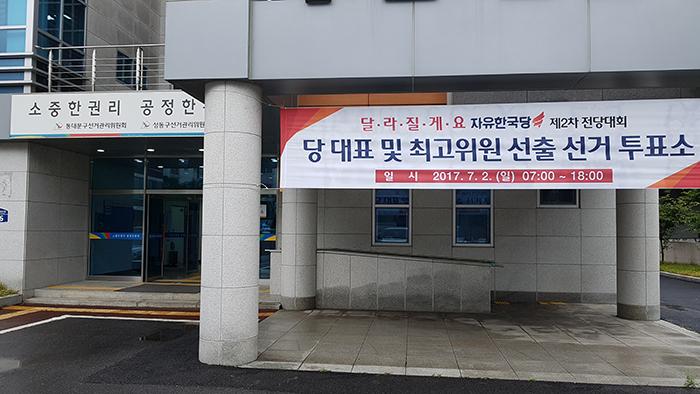 소중한권리 공정한
동대문구선거관리위원회 성동구선거관리위원회
달·라·질·게·요 자유한국당 제2차 전당대회
당 대표 및 최고위원 선출 선거 투표소
일 시 2017. 7. 2. (일) 07:00 ~ 18:00